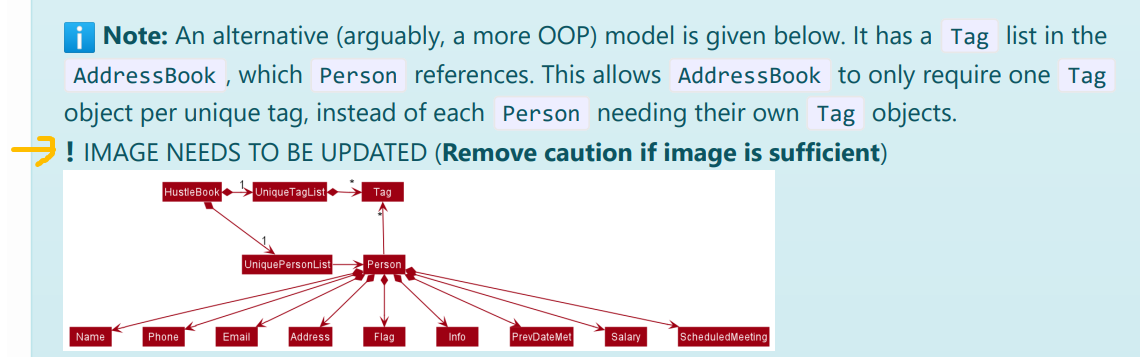 i Note: An alternative (arguably, a more OOP) model is given below. It has a Tag list in the
AddressBook , which Person references. This allows AddressBook to only require one Tag
object per unique tag, instead of each Person needing their own Tag objects.
! IMAGE NEEDS TO BE UPDATED (Remove caution if image is sufficient)
HustleBook 1 UniqueTagList * Tag
*
1
UniquePersonList Person
Name Phone Email Address Flag Info PrevDateMet Salary ScheduledMeeting